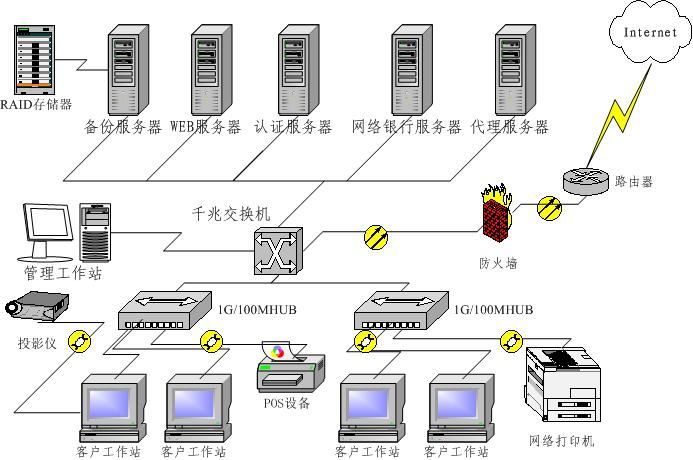 Internet
RAID存储器
备份服务器
WEB服务器
认证服务器
网络银行服务器
代理服务器
路由器
千兆交换机
管理工作站
防火墙
1G/100MHUB
1G/100MHUB
投影仪
POS设备
客户工作站
客户工作站
客户工作站
客户工作站
网络打印机